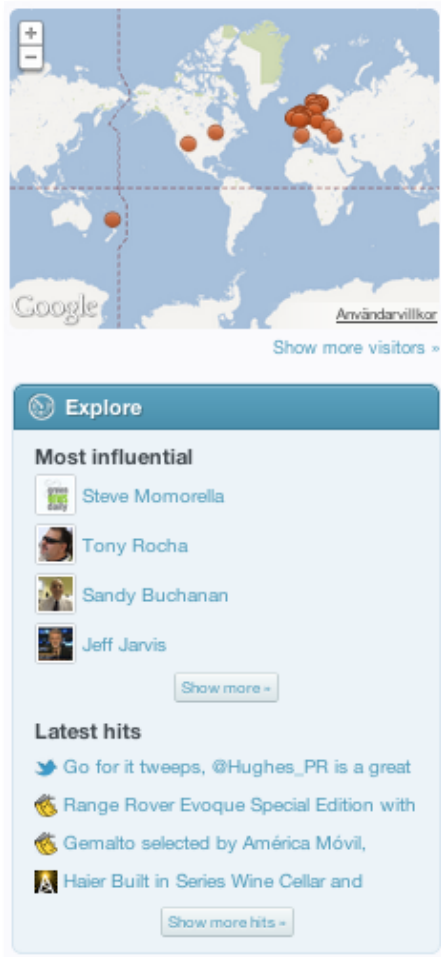 +
−
Google
Användarvillkor
Show more visitors »
Explore
Most influential
Steve Momorella
Tony Rocha
Sandy Buchanan
Jeff Jarvis
Show more »
Latest hits
Go for it tweeps, @Hughes_PR is a great
Range Rover Evoque Special Edition with
Gemalto selected by América Móvil,
Haier Built in Series Wine Cellar and
Show more hits »